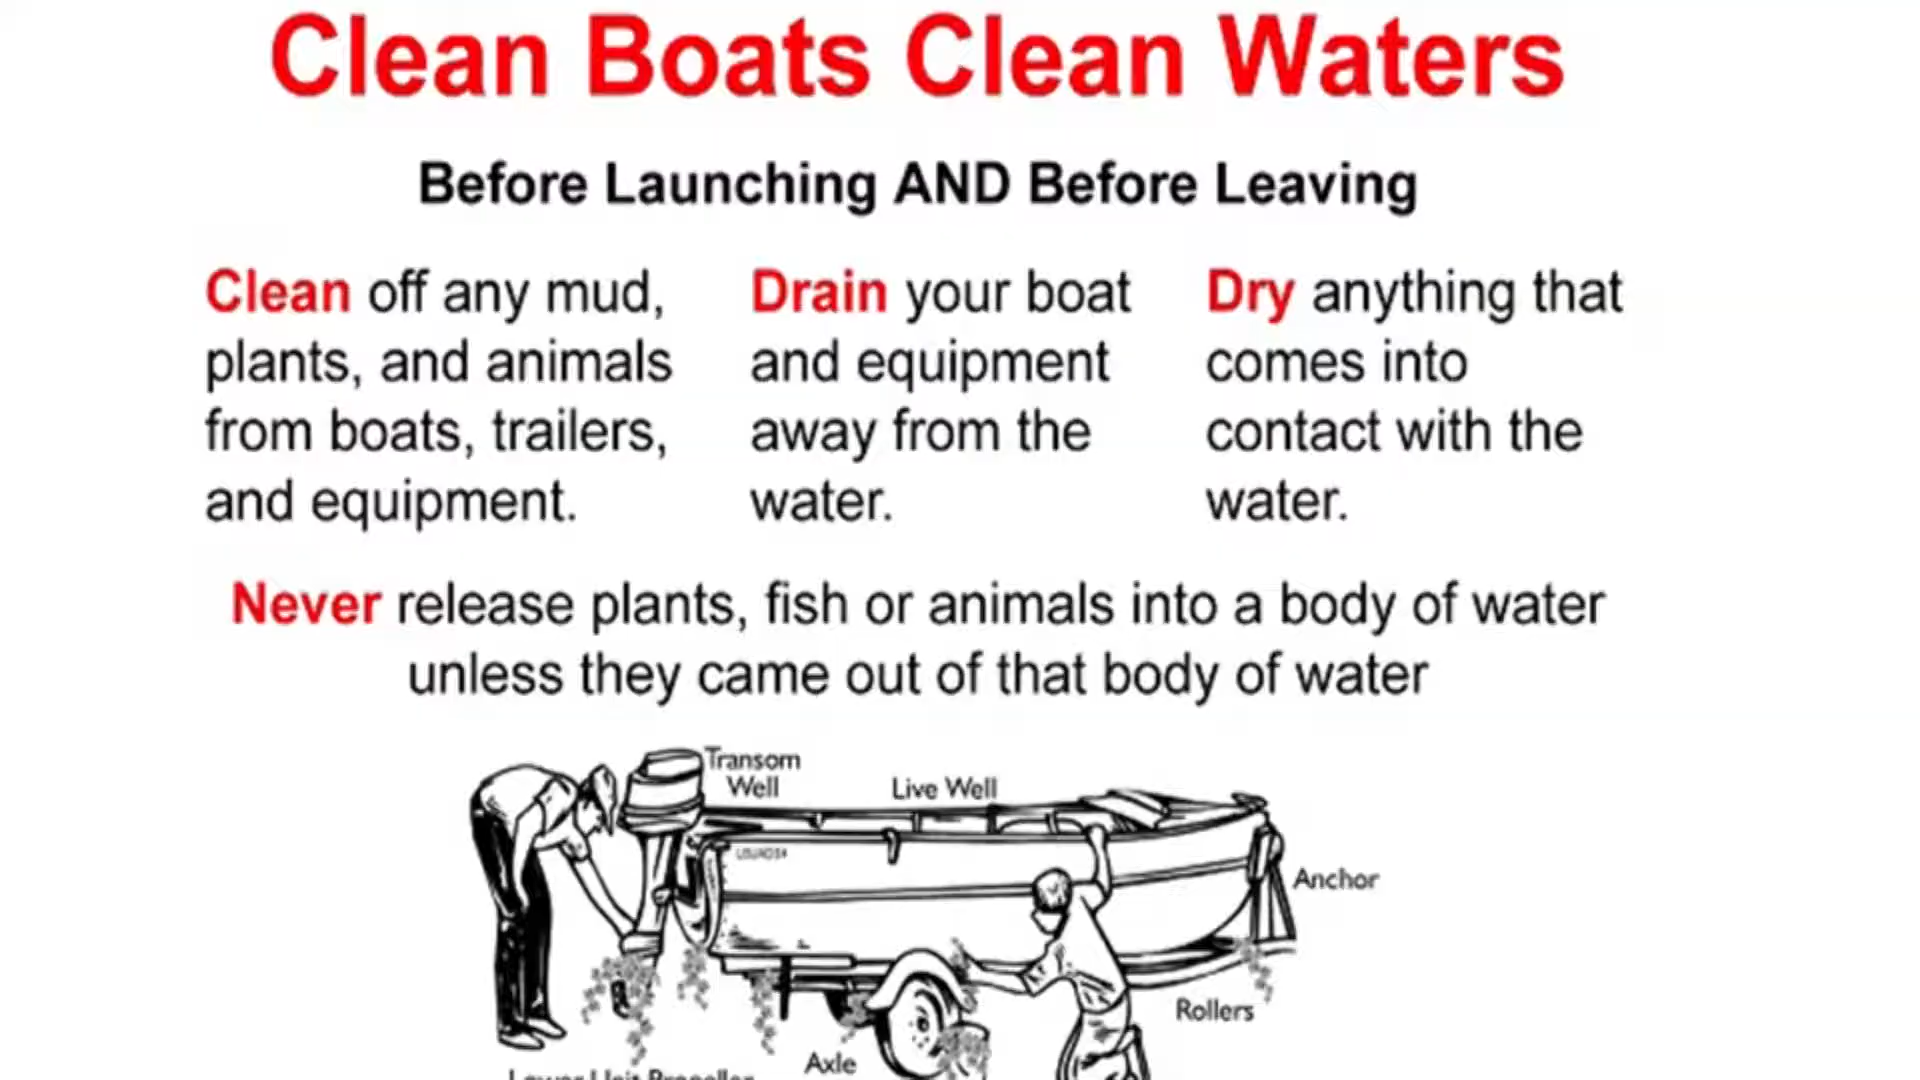 Clean Boats Clean Waters
Before Launching AND Before Leaving
Clean off any mud,
plants, and animals
from boats, trailers,
and equipment.
Drain your boat
and equipment
away from the
water.
Dry anything that
comes into
contact with the
water.
Never release plants, fish or animals into a body of water
unless they came out of that body of water
Transom
Well
Live Well
Anchor
Rollers
Axle
Lower Unit Propeller